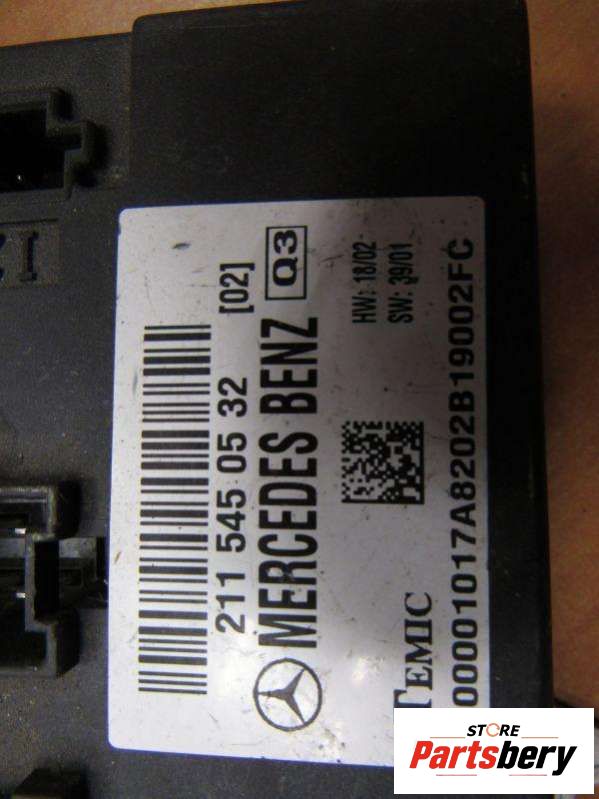 211 545 05 32 [02]
MERCEDES BENZ Q3
HW: 18/02
SW: 39/01
TEMIC
00001017A8202B19002FC
STORE
Partsbery